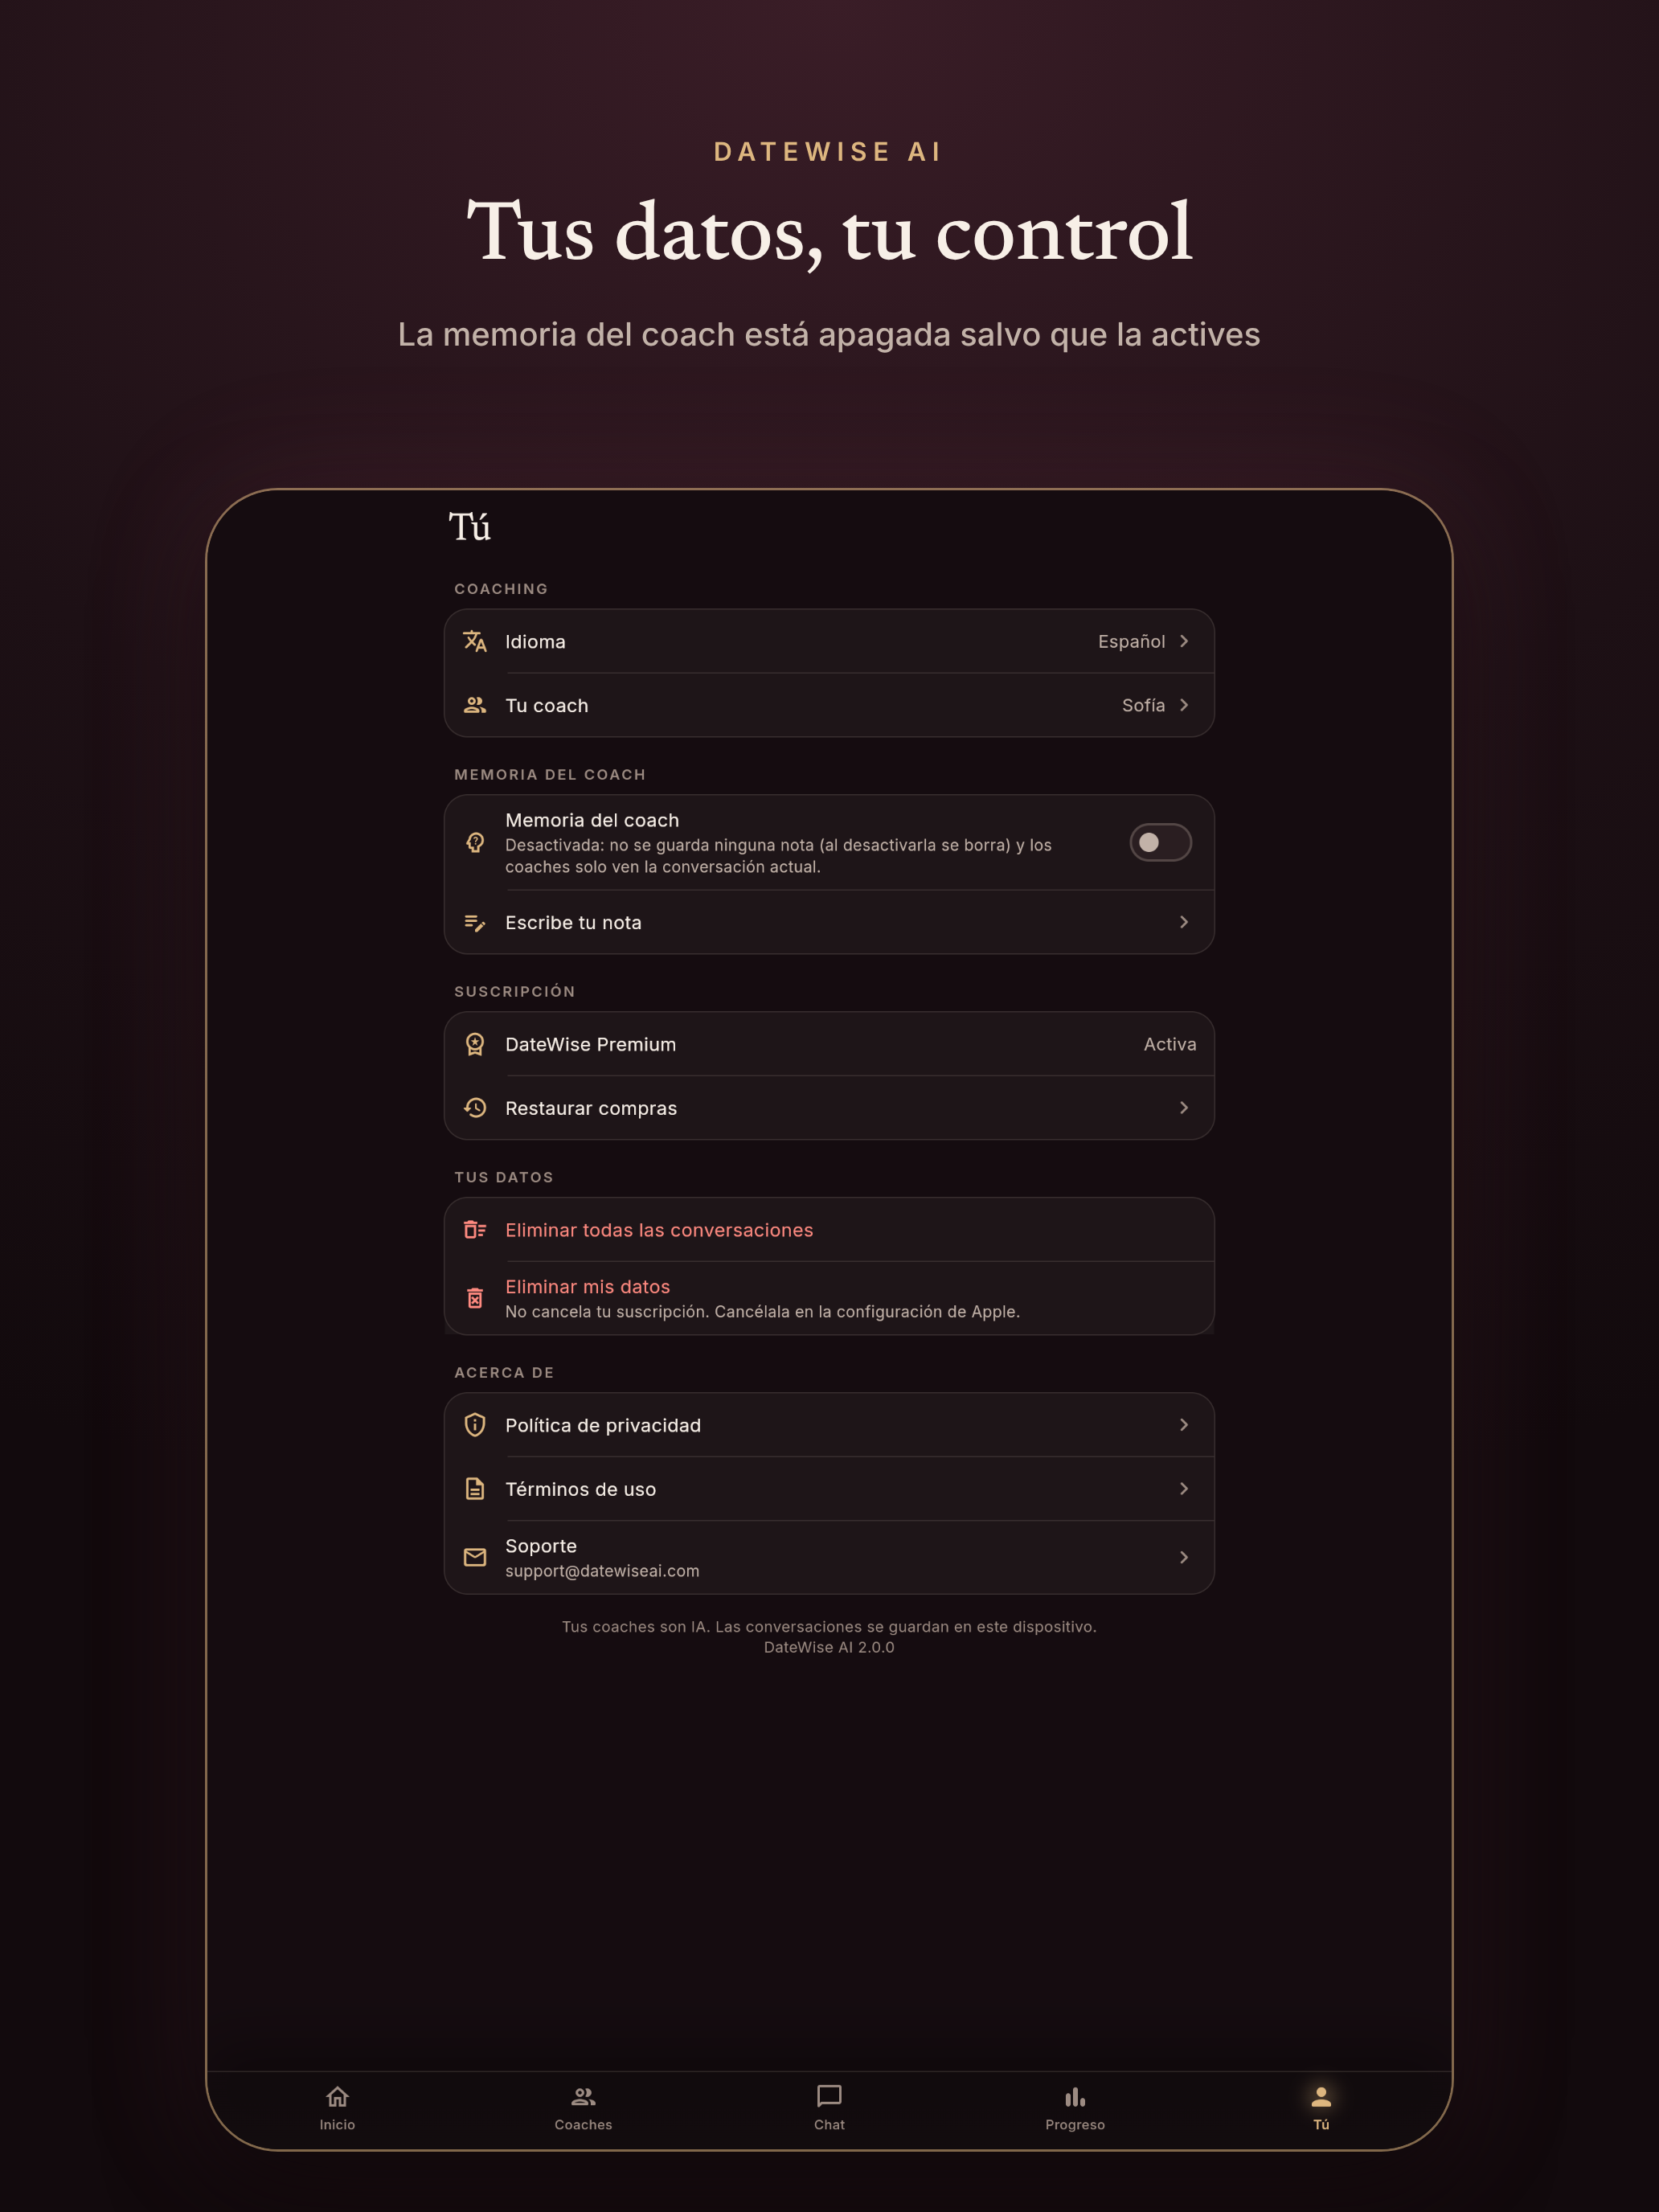 DATEWISE AI
Tus datos, tu control
La memoria del coach está apagada salvo que la actives
Tú
COACHING
Idioma Español
Tu coach Sofía
MEMORIA DEL COACH
Memoria del coach
Desactivada: no se guarda ninguna nota (al desactivarla se borra) y los
coaches solo ven la conversación actual.
Escribe tu nota
SUSCRIPCIÓN
DateWise Premium Activa
Restaurar compras
TUS DATOS
Eliminar todas las conversaciones
Eliminar mis datos
No cancela tu suscripción. Cancélala en la configuración de Apple.
ACERCA DE
Política de privacidad
Términos de uso
Soporte
support@datewiseai.com
Tus coaches son IA. Las conversaciones se guardan en este dispositivo.
DateWise AI 2.0.0
Inicio Coaches Chat Progreso Tú